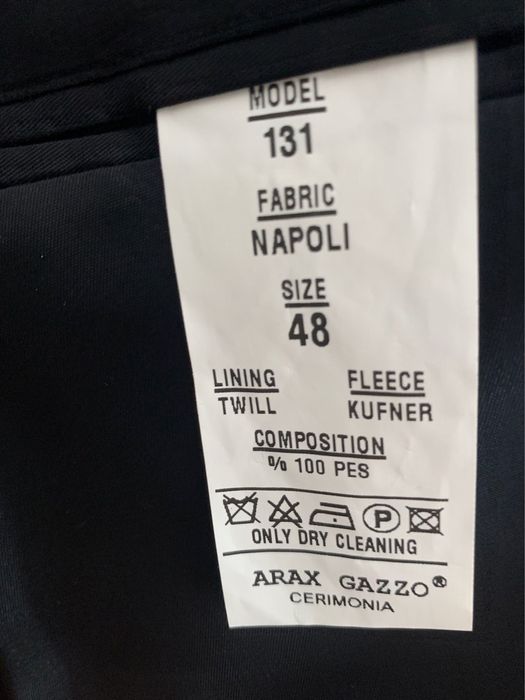 MODEL
131
FABRIC
NAPOLI
SIZE
48
LINING FLEECE
TWILL KUFNER
COMPOSITION
% 100 PES
P
ONLY DRY CLEANING
ARAX GAZZO®
CERIMONIA